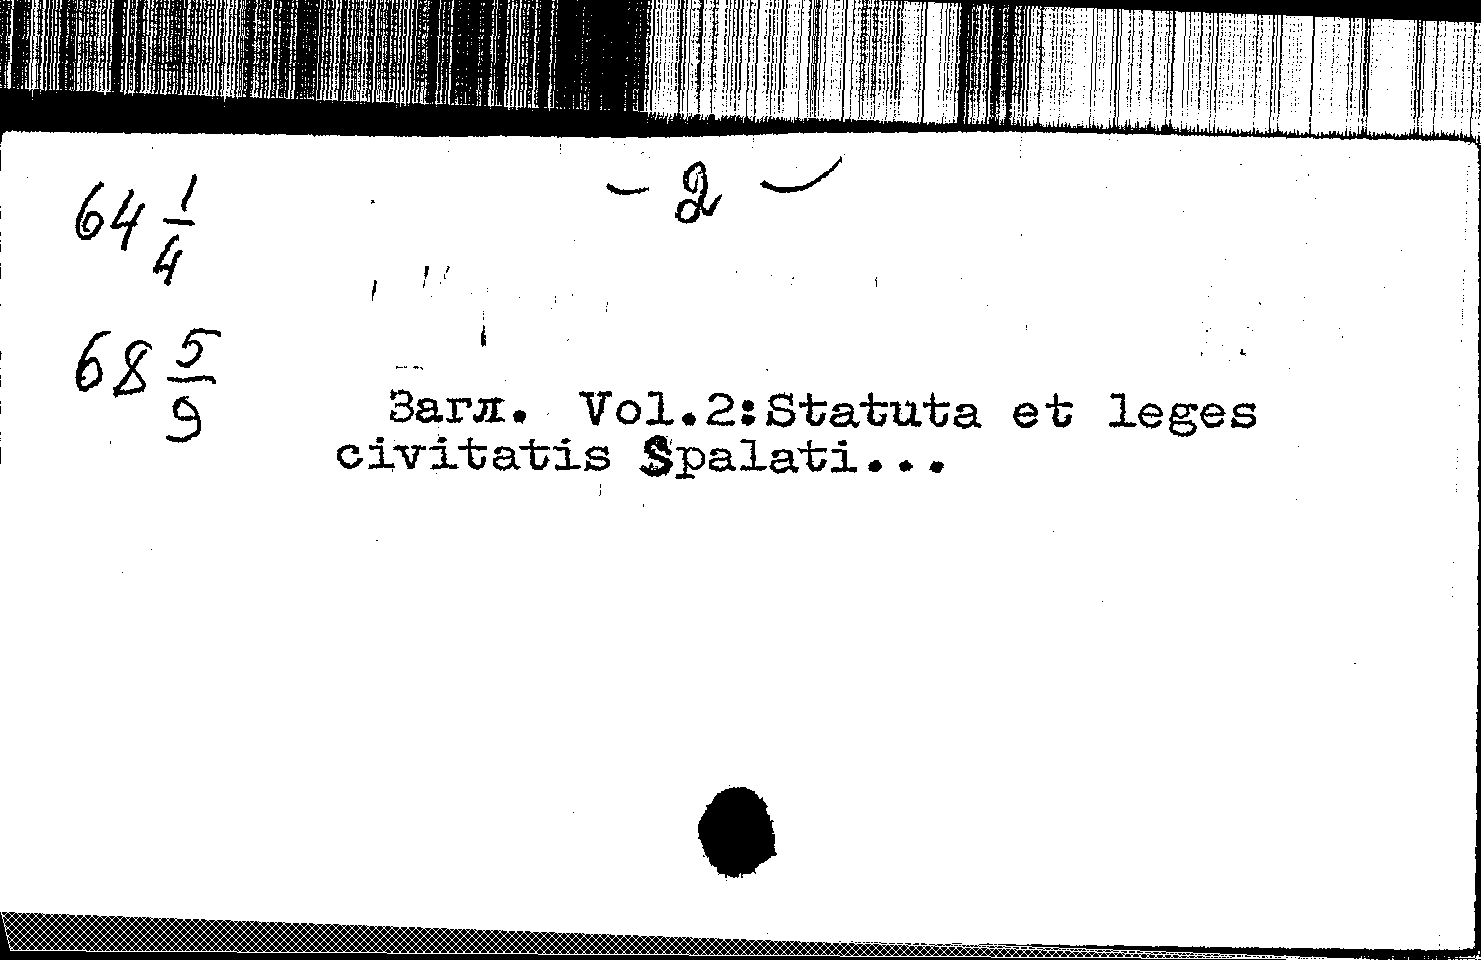 - 2 -
64 1/4
68 5/9
Загл. Vol.2:Statuta et leges
civitatis Spalati...